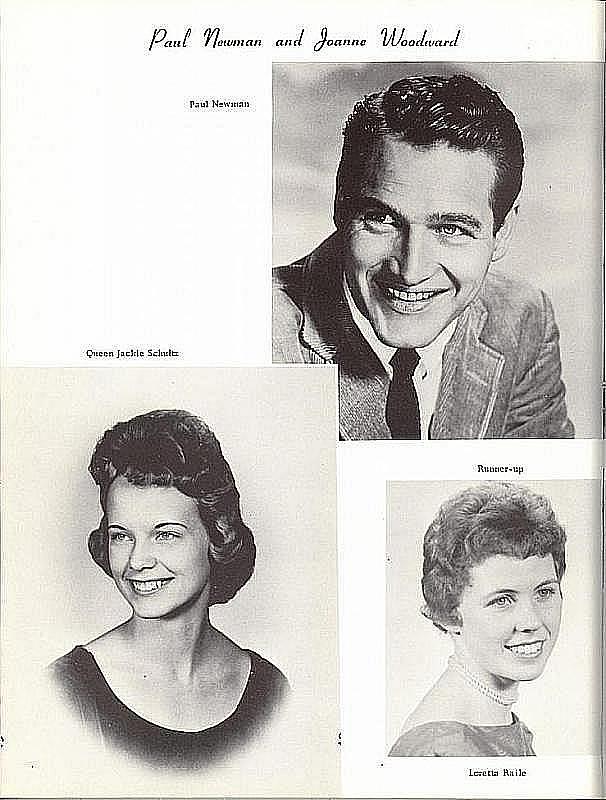 Paul Newman and Joanne Woodward
Paul Newman
Queen Jackie Schultz
Runner-up
Loretta Raile